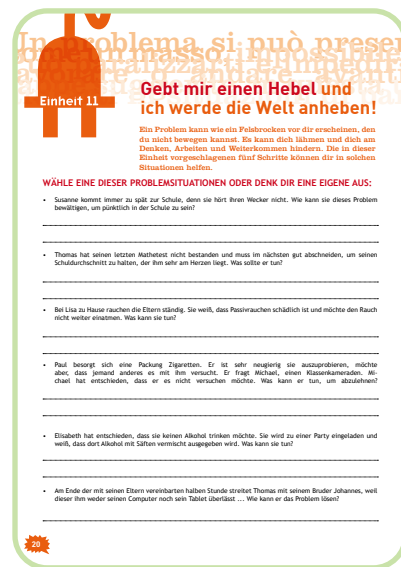 Einheit 11
Gebt mir einen Hebel und
ich werde die Welt anheben!
Ein Problem kann wie ein Felsbrocken vor dir erscheinen, den
du nicht bewegen kannst. Es kann dich lähmen und dich am
Denken, Arbeiten und Weiterkommen hindern. Die in dieser
Einheit vorgeschlagenen fünf Schritte können dir in solchen
Situationen helfen.
WÄHLE EINE DIESER PROBLEMSITUATIONEN ODER DENK DIR EINE EIGENE AUS:
• Susanne kommt immer zu spät zur Schule, denn sie hört ihren Wecker nicht. Wie kann sie dieses Problem
bewältigen, um pünktlich in der Schule zu sein?
• Thomas hat seinen letzten Mathetest nicht bestanden und muss im nächsten gut abschneiden, um seinen
Schuldurchschnitt zu halten, der ihm sehr am Herzen liegt. Was sollte er tun?
• Bei Lisa zu Hause rauchen die Eltern ständig. Sie weiß, dass Passivrauchen schädlich ist und möchte den Rauch
nicht weiter einatmen. Was kann sie tun?
• Paul besorgt sich eine Packung Zigaretten. Er ist sehr neugierig sie auszuprobieren, möchte
aber, dass jemand anderes es mit ihm versucht. Er fragt Michael, einen Klassenkameraden. Mi-
chael hat entschieden, dass er es nicht versuchen möchte. Was kann er tun, um abzulehnen?
• Elisabeth hat entschieden, dass sie keinen Alkohol trinken möchte. Sie wird zu einer Party eingeladen und
weiß, dass dort Alkohol mit Säften vermischt ausgegeben wird. Was kann sie tun?
• Am Ende der mit seinen Eltern vereinbarten halben Stunde streitet Thomas mit seinem Bruder Johannes, weil
dieser ihm weder seinen Computer noch sein Tablet überlässt ... Wie kann er das Problem lösen?
20